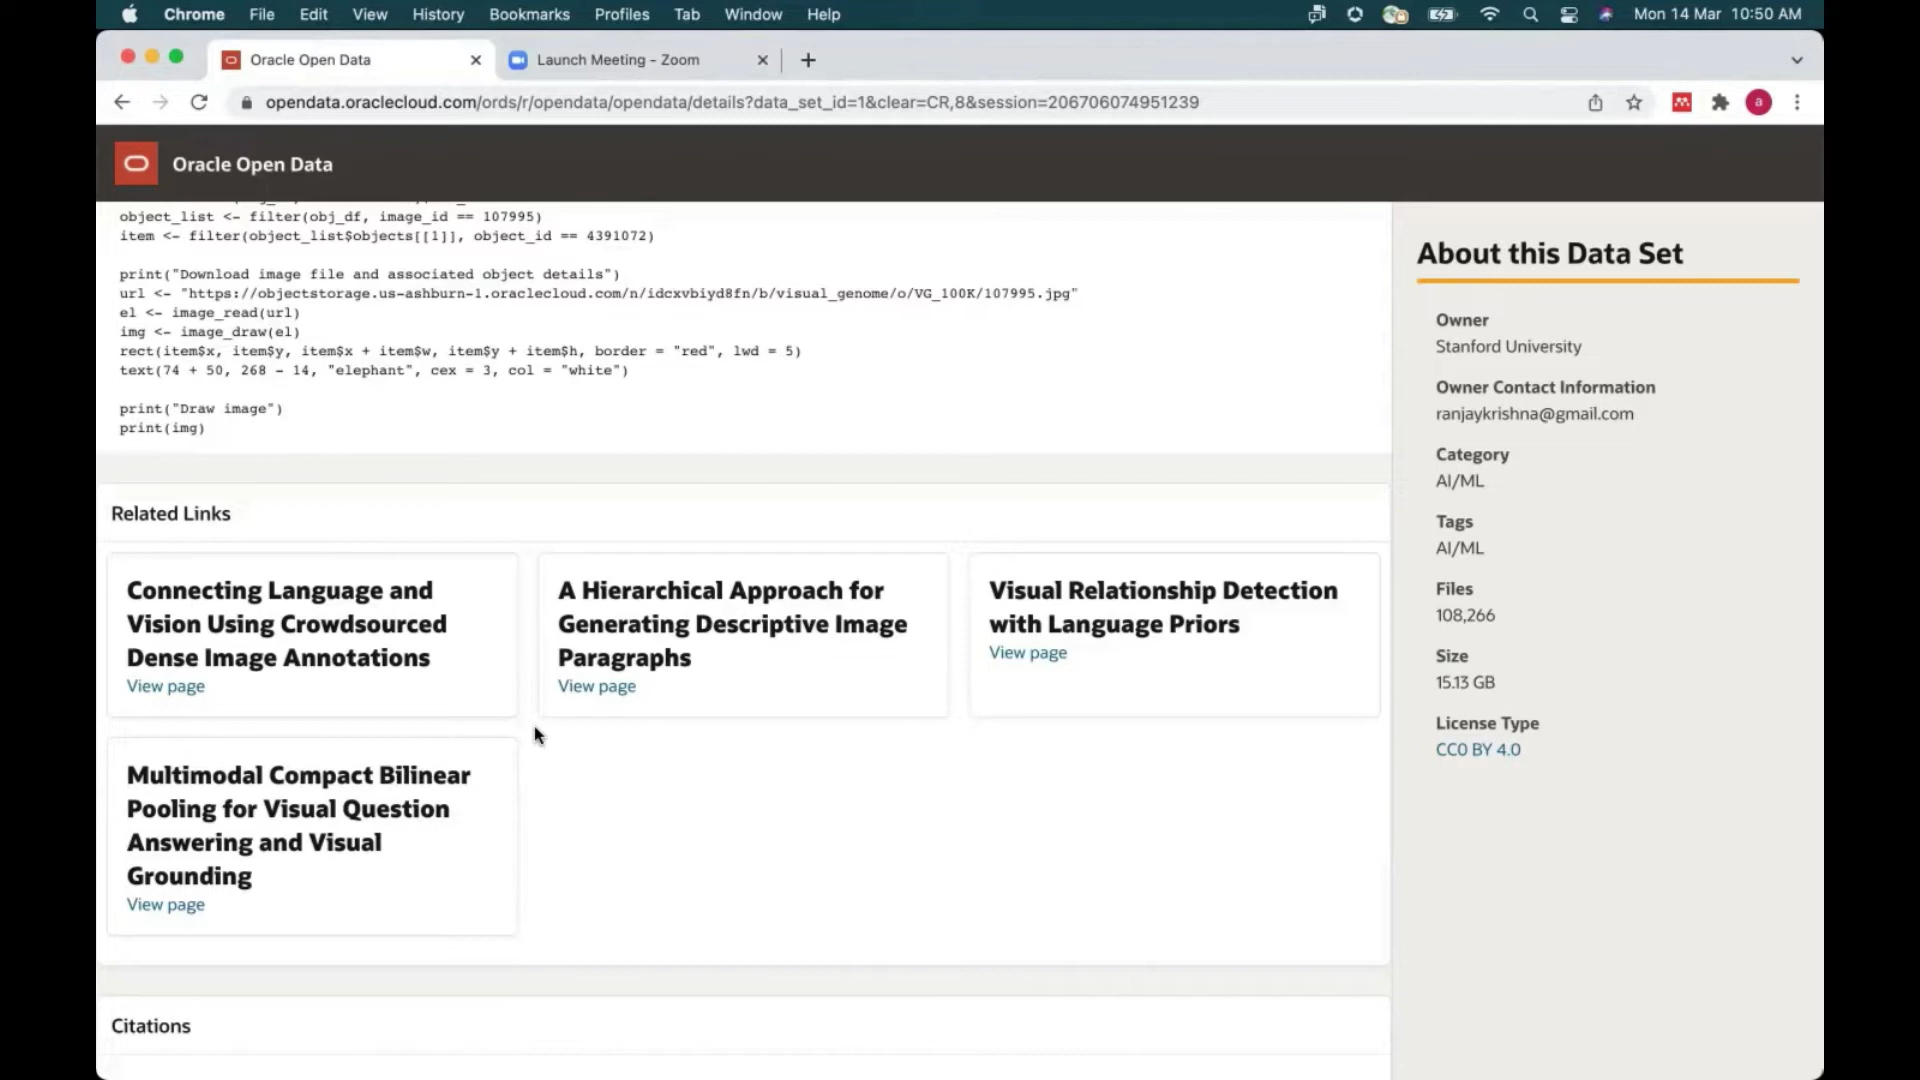 Chrome File Edit View History Bookmarks Profiles Tab Window Help Mon 14 Mar 10:50 AM
Oracle Open Data Launch Meeting - Zoom
opendata.oraclecloud.com/ords/r/opendata/opendata/details?data_set_id=1&clear=CR,8&session=206706074951239 a
Oracle Open Data
object_list <- filter(obj_df, image_id == 107995)
item <- filter(object_list$objects[[1]], object_id == 4391072)
print("Download image file and associated object details")
url <- "https://objectstorage.us-ashburn-1.oraclecloud.com/n/idcxvbiyd8fn/b/visual_genome/o/VG_100K/107995.jpg"
el <- image_read(url)
img <- image_draw(el)
rect(item$x, item$y, item$x + item$w, item$y + item$h, border = "red", lwd = 5)
text(74 + 50, 268 - 14, "elephant", cex = 3, col = "white")
print("Draw image")
print(img)
Related Links
Connecting Language and
Vision Using Crowdsourced
Dense Image Annotations
View page
A Hierarchical Approach for
Generating Descriptive Image
Paragraphs
View page
Visual Relationship Detection
with Language Priors
View page
Multimodal Compact Bilinear
Pooling for Visual Question
Answering and Visual
Grounding
View page
Citations
About this Data Set
Owner
Stanford University
Owner Contact Information
ranjaykrishna@gmail.com
Category
AI/ML
Tags
AI/ML
Files
108,266
Size
15.13 GB
License Type
CC0 BY 4.0